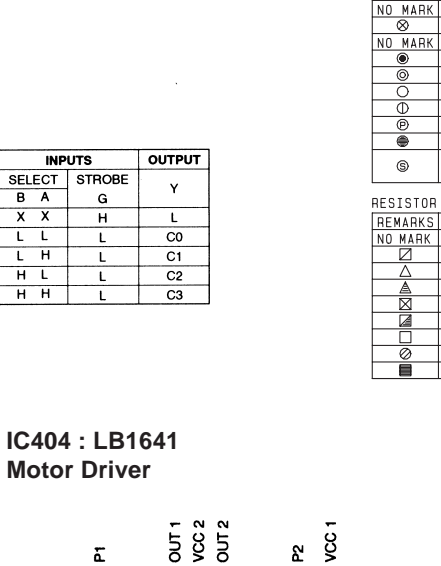 NO MARK
NO MARK
P
S
INPUTS OUTPUT
SELECT STROBE Y
B A G
X X H L
L L L C0
L H L C1
H L L C2
H H L C3
RESISTOR
REMARKS
NO MARK
IC404 : LB1641
Motor Driver
P1
OUT 1
VCC 2
OUT 2
P2
VCC 1